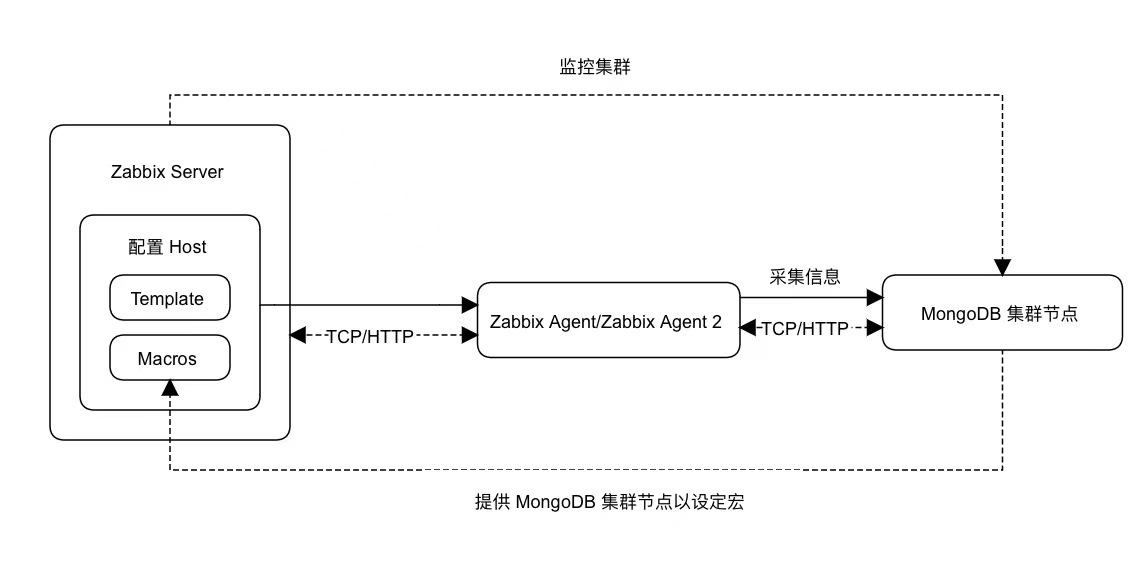 监控集群
Zabbix Server
配置 Host
Template
Macros
TCP/HTTP
Zabbix Agent/Zabbix Agent 2
采集信息
TCP/HTTP
MongoDB 集群节点
提供 MongoDB 集群节点以设定宏